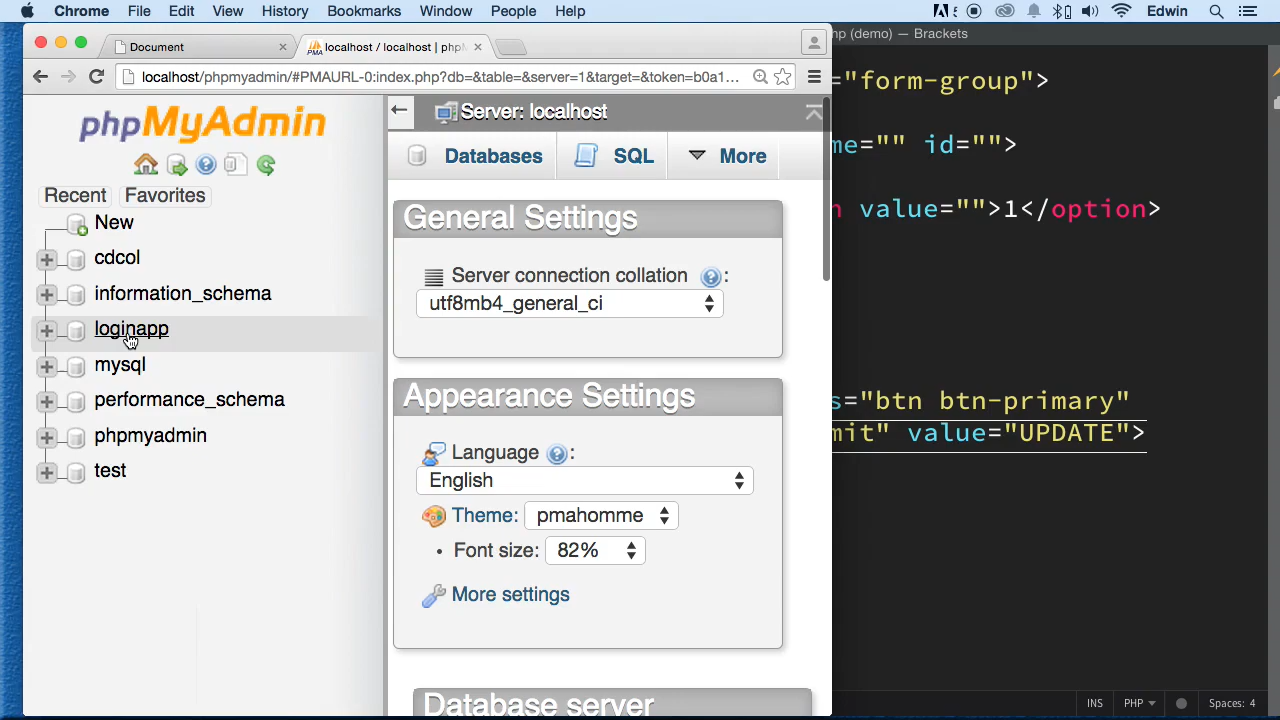 Chrome File Edit View History Bookmarks Window People Help Edwin
Document
localhost / localhost | phpM
localhost/phpmyadmin/#PMAURL-0:index.php?db=&table=&server=1&target=&token=b0a1...
phpMyAdmin
Recent Favorites
New
cdcol
information_schema
loginapp
mysql
performance_schema
phpmyadmin
test
Server: localhost
Databases SQL More
General Settings
Server connection collation ? :
utf8mb4_general_ci
Appearance Settings
Language ? :
English
Theme: pmahomme
• Font size: 82%
More settings
Database server
hp (demo) — Brackets
="form-group">
me="" id="">
n value="">1</option>
s="btn btn-primary"
mit" value="UPDATE">
INS PHP Spaces: 4